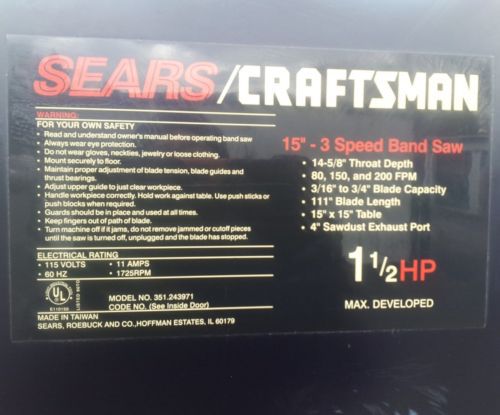 SEARS/CRAFTSMAN
WARNING:
FOR YOUR OWN SAFETY
• Read and understand owner's manual before operating band saw
• Always wear eye protection.
• Do not wear gloves, neckties, jewelry or loose clothing.
• Mount securely to floor.
• Maintain proper adjustment of blade tension, blade guides and
thrust bearings.
• Adjust upper guide to just clear workpiece.
• Handle workpiece correctly. Hold work against table. Use push sticks or
push blocks when required.
• Guards should be in place and used at all times.
• Keep fingers out of path of blade.
• Turn machine off if it jams, do not remove jammed or cutoff pieces
until the saw is turned off, unplugged and the blade has stopped.
ELECTRICAL RATING
• 115 VOLTS • 11 AMPS
• 60 HZ • 1725RPM
UL
LISTED
E110159
MODEL NO. 351.243971
CODE NO. (See Inside Door)
MADE IN TAIWAN
SEARS, ROEBUCK AND CO., HOFFMAN ESTATES, IL 60179
15" - 3 Speed Band Saw
• 14-5/8" Throat Depth
• 80, 150, and 200 FPM
• 3/16" to 3/4" Blade Capacity
• 111" Blade Length
• 15" x 15" Table
• 4" Sawdust Exhaust Port
1 1/2 HP
MAX. DEVELOPED